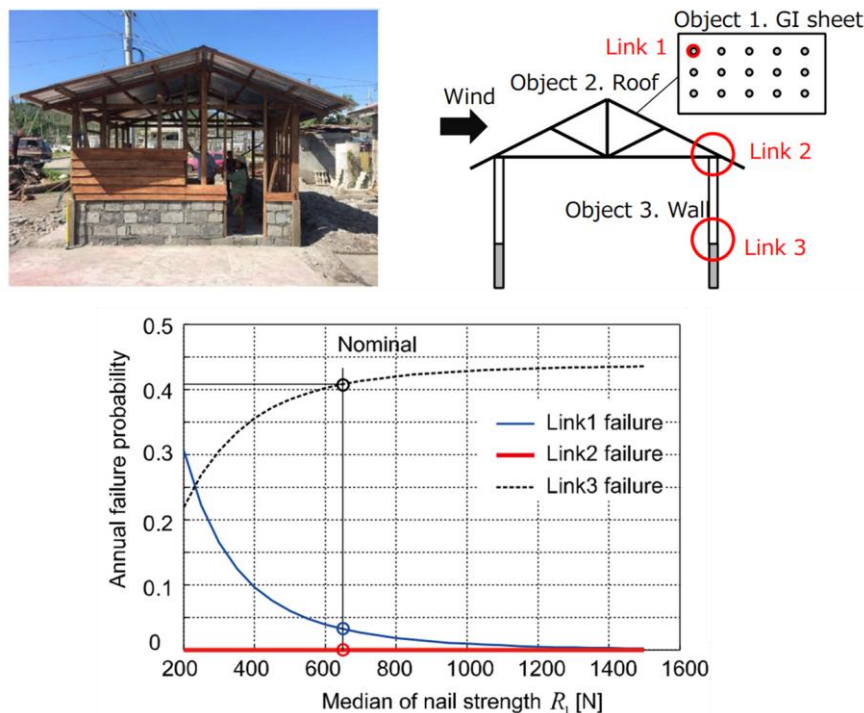 Object 1. GI sheet
Link 1
Object 2. Roof
Wind
Link 2
Object 3. Wall
Link 3
0.5
Nominal
0.4
Link1 failure
0.3
Link2 failure
Link3 failure
0.2
0.1
0
200 400 600 800 1000 1200 1400 1600
Annual failure probability
Median of nail strength R₁ [N]